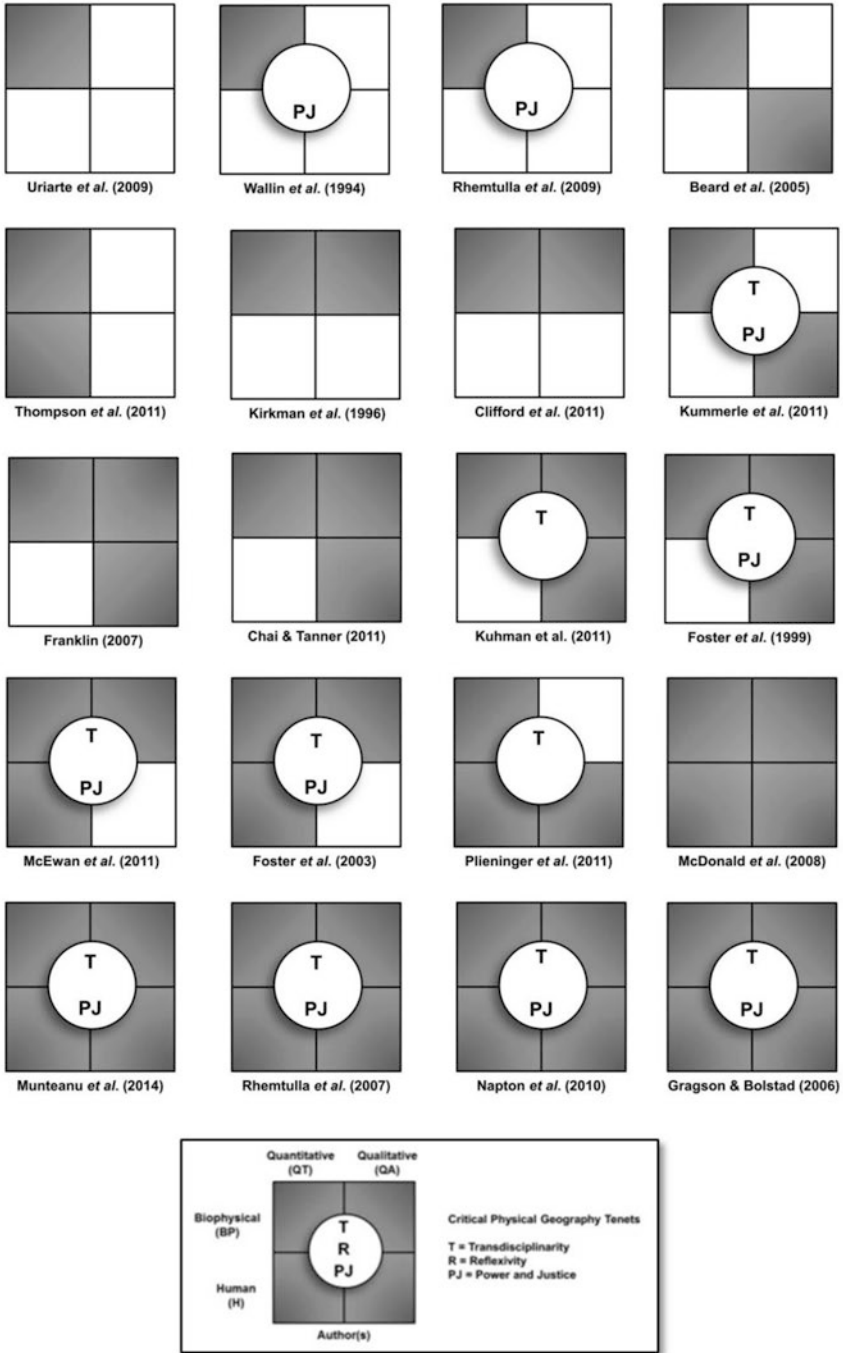 PJ
PJ
Uriarte et al. (2009)
Wallin et al. (1994)
Rhemtulla et al. (2009)
Beard et al. (2005)
T
PJ
Thompson et al. (2011)
Kirkman et al. (1996)
Clifford et al. (2011)
Kummerle et al. (2011)
T
T
PJ
Franklin (2007)
Chai & Tanner (2011)
Kuhman et al. (2011)
Foster et al. (1999)
T
PJ
T
PJ
T
McEwan et al. (2011)
Foster et al. (2003)
Plieninger et al. (2011)
McDonald et al. (2008)
T
PJ
T
PJ
T
PJ
T
PJ
Munteanu et al. (2014)
Rhemtulla et al. (2007)
Napton et al. (2010)
Gragson & Bolstad (2006)
Quantitative
(QT)
Qualitative
(QA)
Biophysical
(BP)
Human
(H)
T
R
PJ
Author(s)
Critical Physical Geography Tenets
T = Transdisciplinarity
R = Reflexivity
PJ = Power and Justice